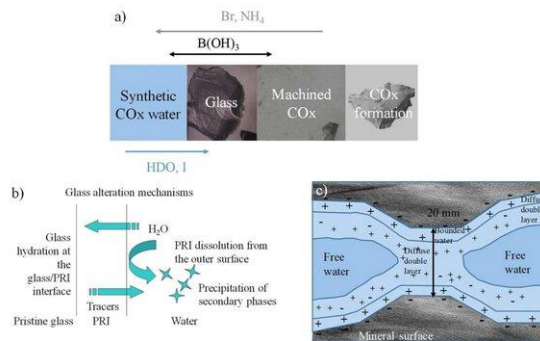 a)
Br, NH4
B(OH)3
Synthetic
COx water
Glass
Machined
COx
COx
formation
HDO, I
b)
Glass alteration mechanisms
Glass
hydration at
the
glass/PRI
interface
H2O
PRI dissolution from
the outer surface
Precipitation of
secondary phases
Tracers
Pristine glass
PRI
Water
c)
20 mm
Diffuse
double
layer
Bounded
water
Diffuse
double
layer
Free
water
Free
water
Mineral surface